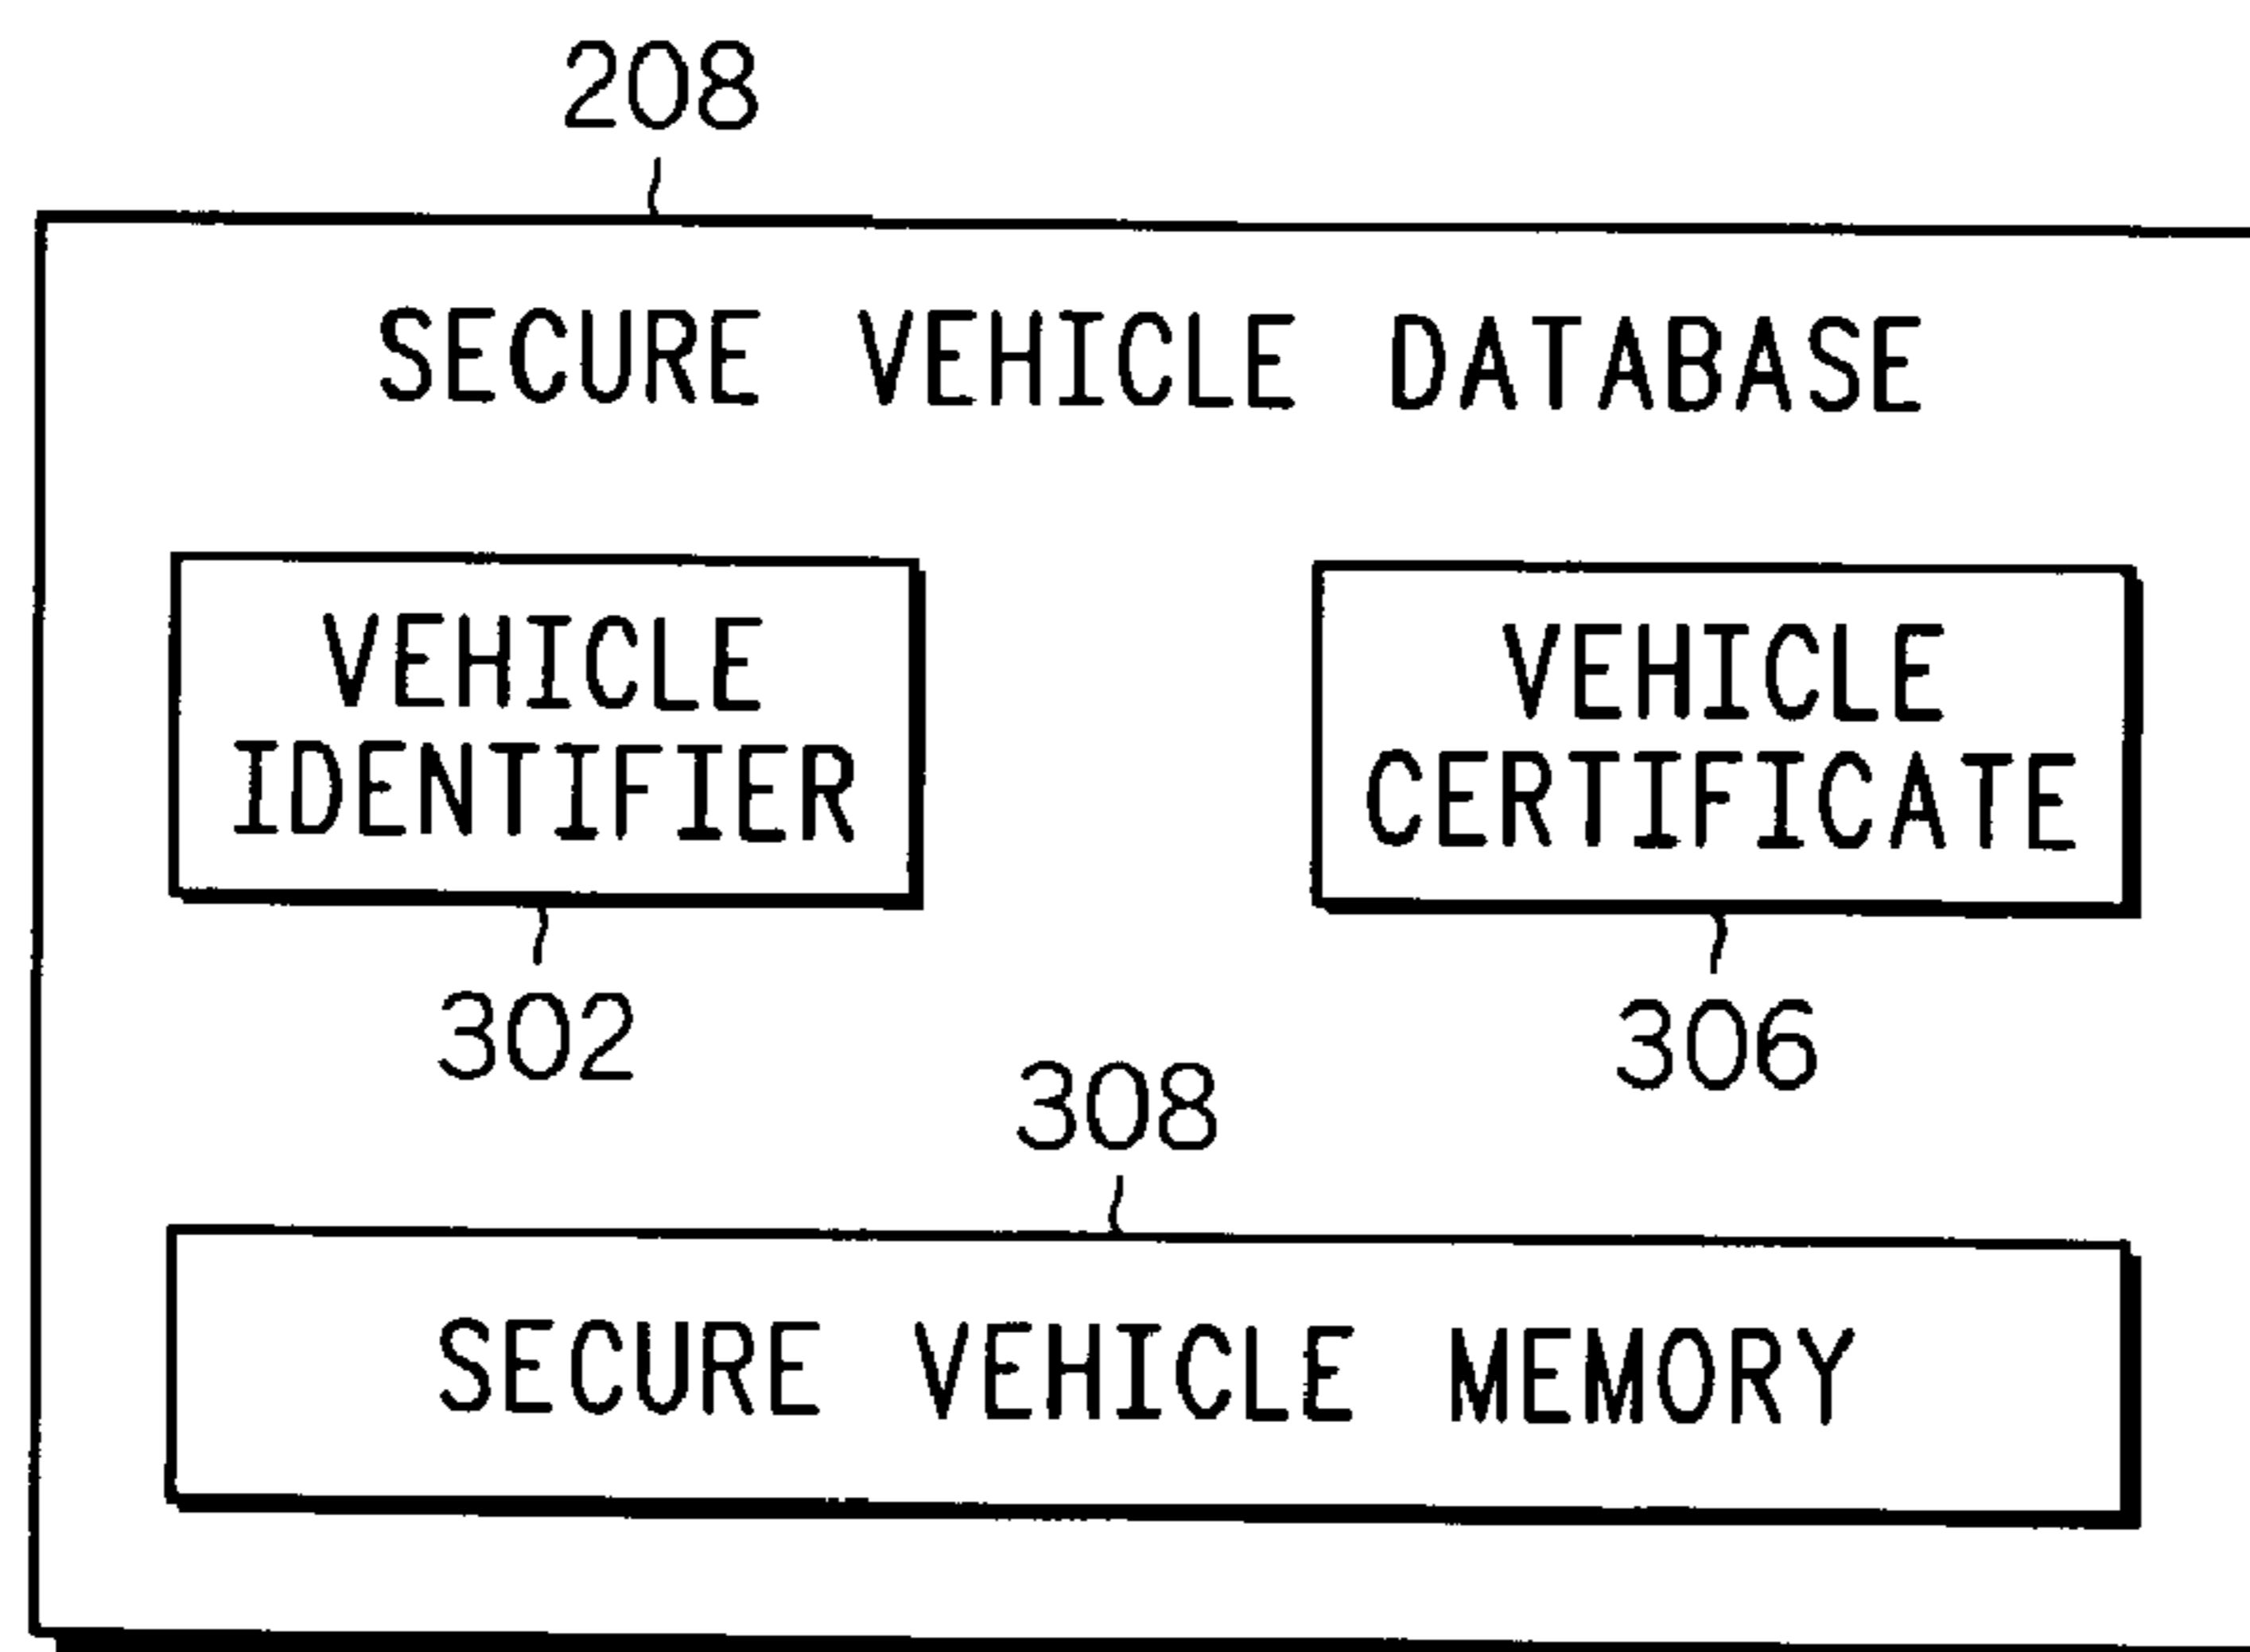 208
SECURE VEHICLE DATABASE
VEHICLE
IDENTIFIER
302
VEHICLE
CERTIFICATE
306
308
SECURE VEHICLE MEMORY